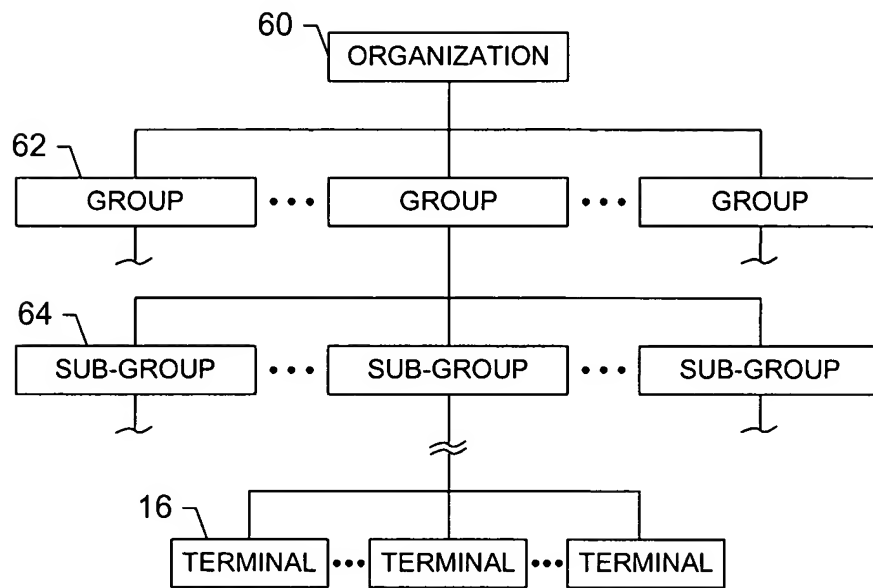 60
ORGANIZATION
62
GROUP ••• GROUP ••• GROUP
64
SUB-GROUP ••• SUB-GROUP ••• SUB-GROUP
16
TERMINAL ••• TERMINAL ••• TERMINAL